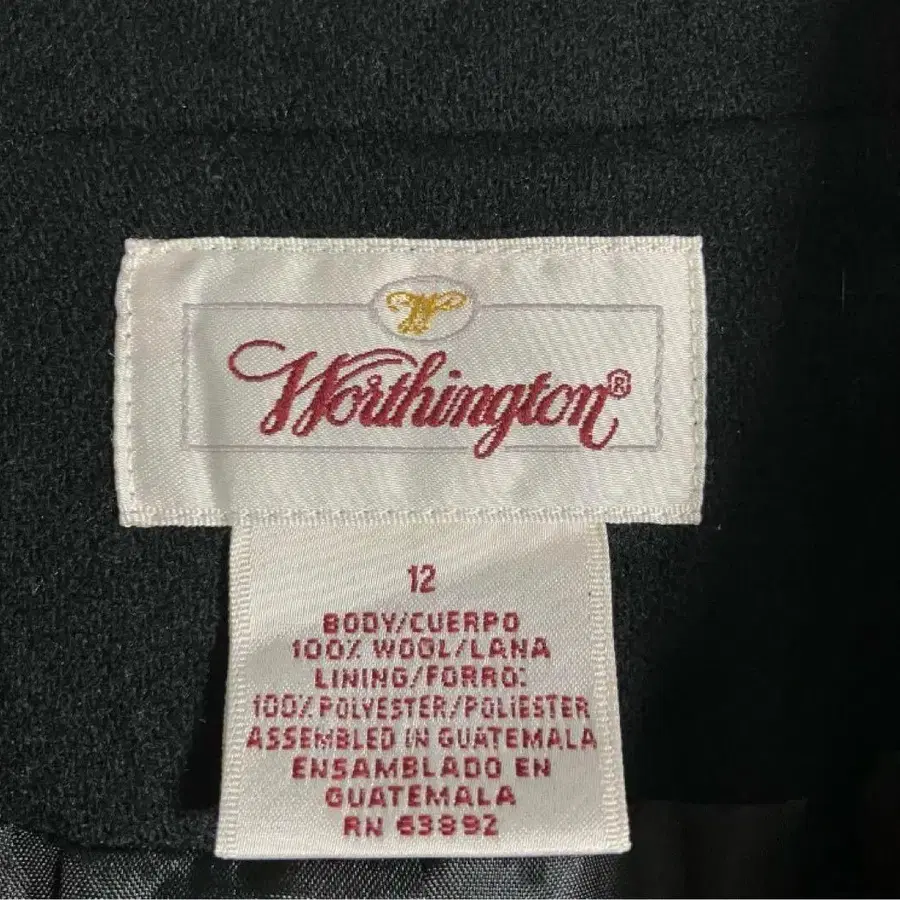 Worthington®
12
BODY/CUERPO
100% WOOL/LANA
LINING/FORRO:
100% POLYESTER/POLIESTER
ASSEMBLED IN GUATEMALA
ENSAMBLADO EN
GUATEMALA
RN 63892